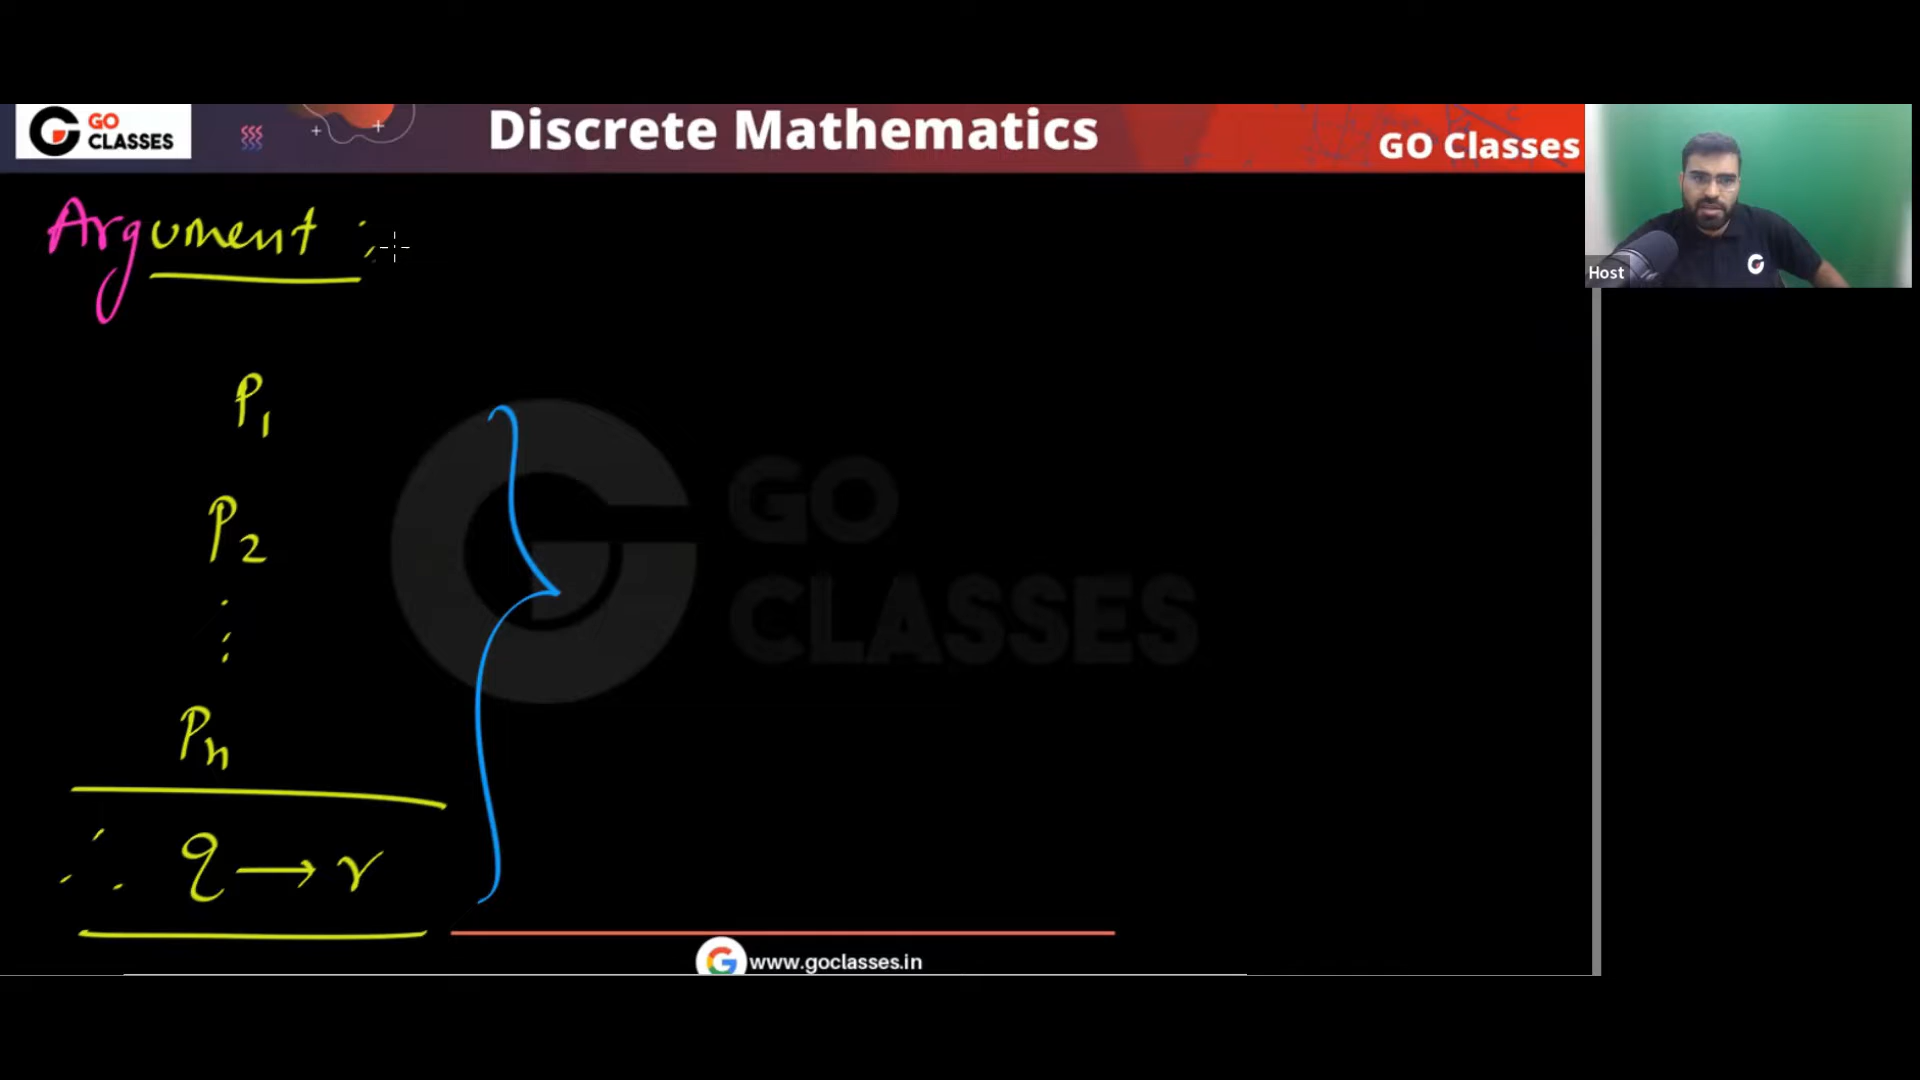 GO
CLASSES
Discrete Mathematics
GO Classes
Host
Argument :
P1
P2
⋮
Pn
∴ q → r
GO
CLASSES
www.goclasses.in